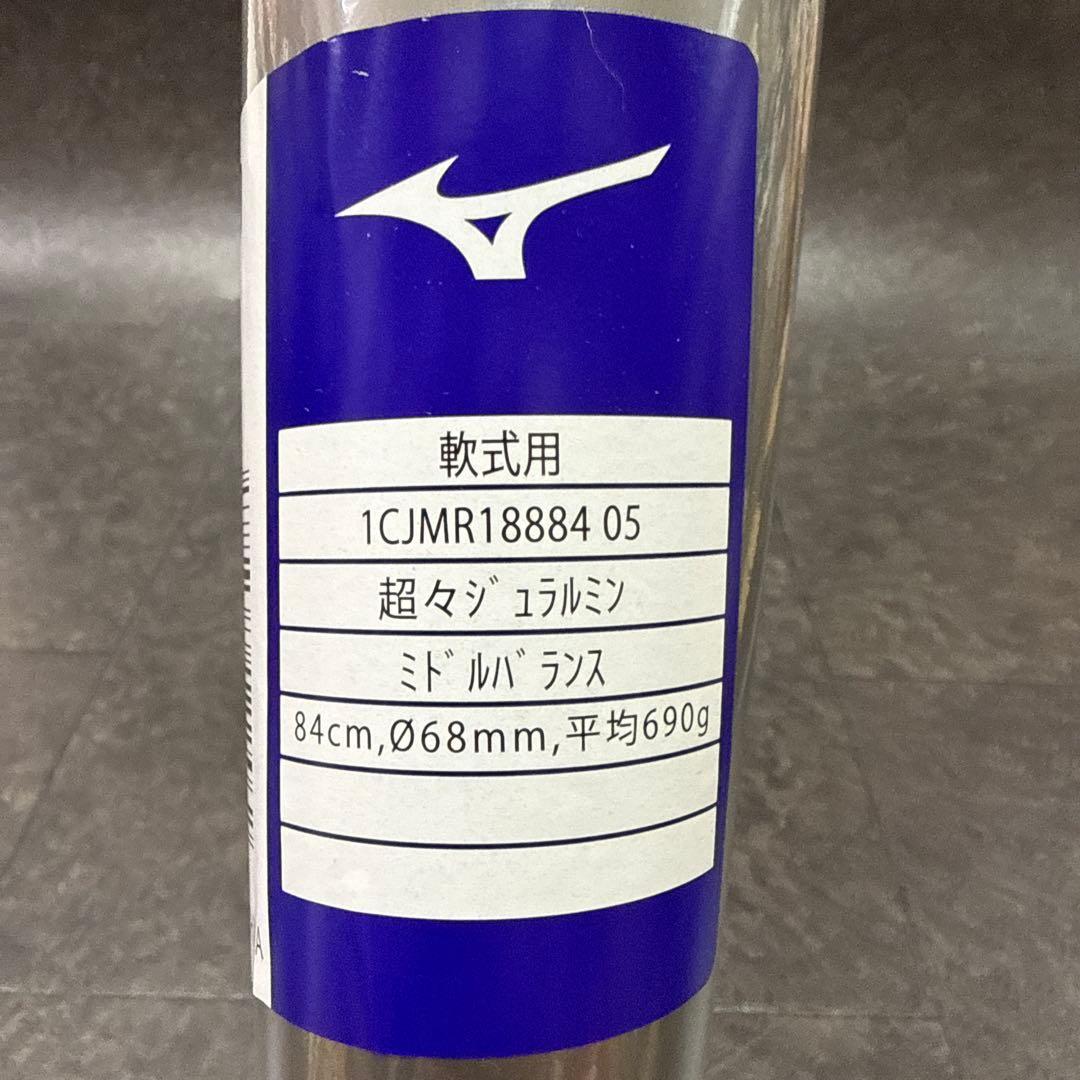 軟式用
1CJMR18884 05
超々ジュラルミン
ミドルバランス
84cm,Ø68mm,平均690g
A